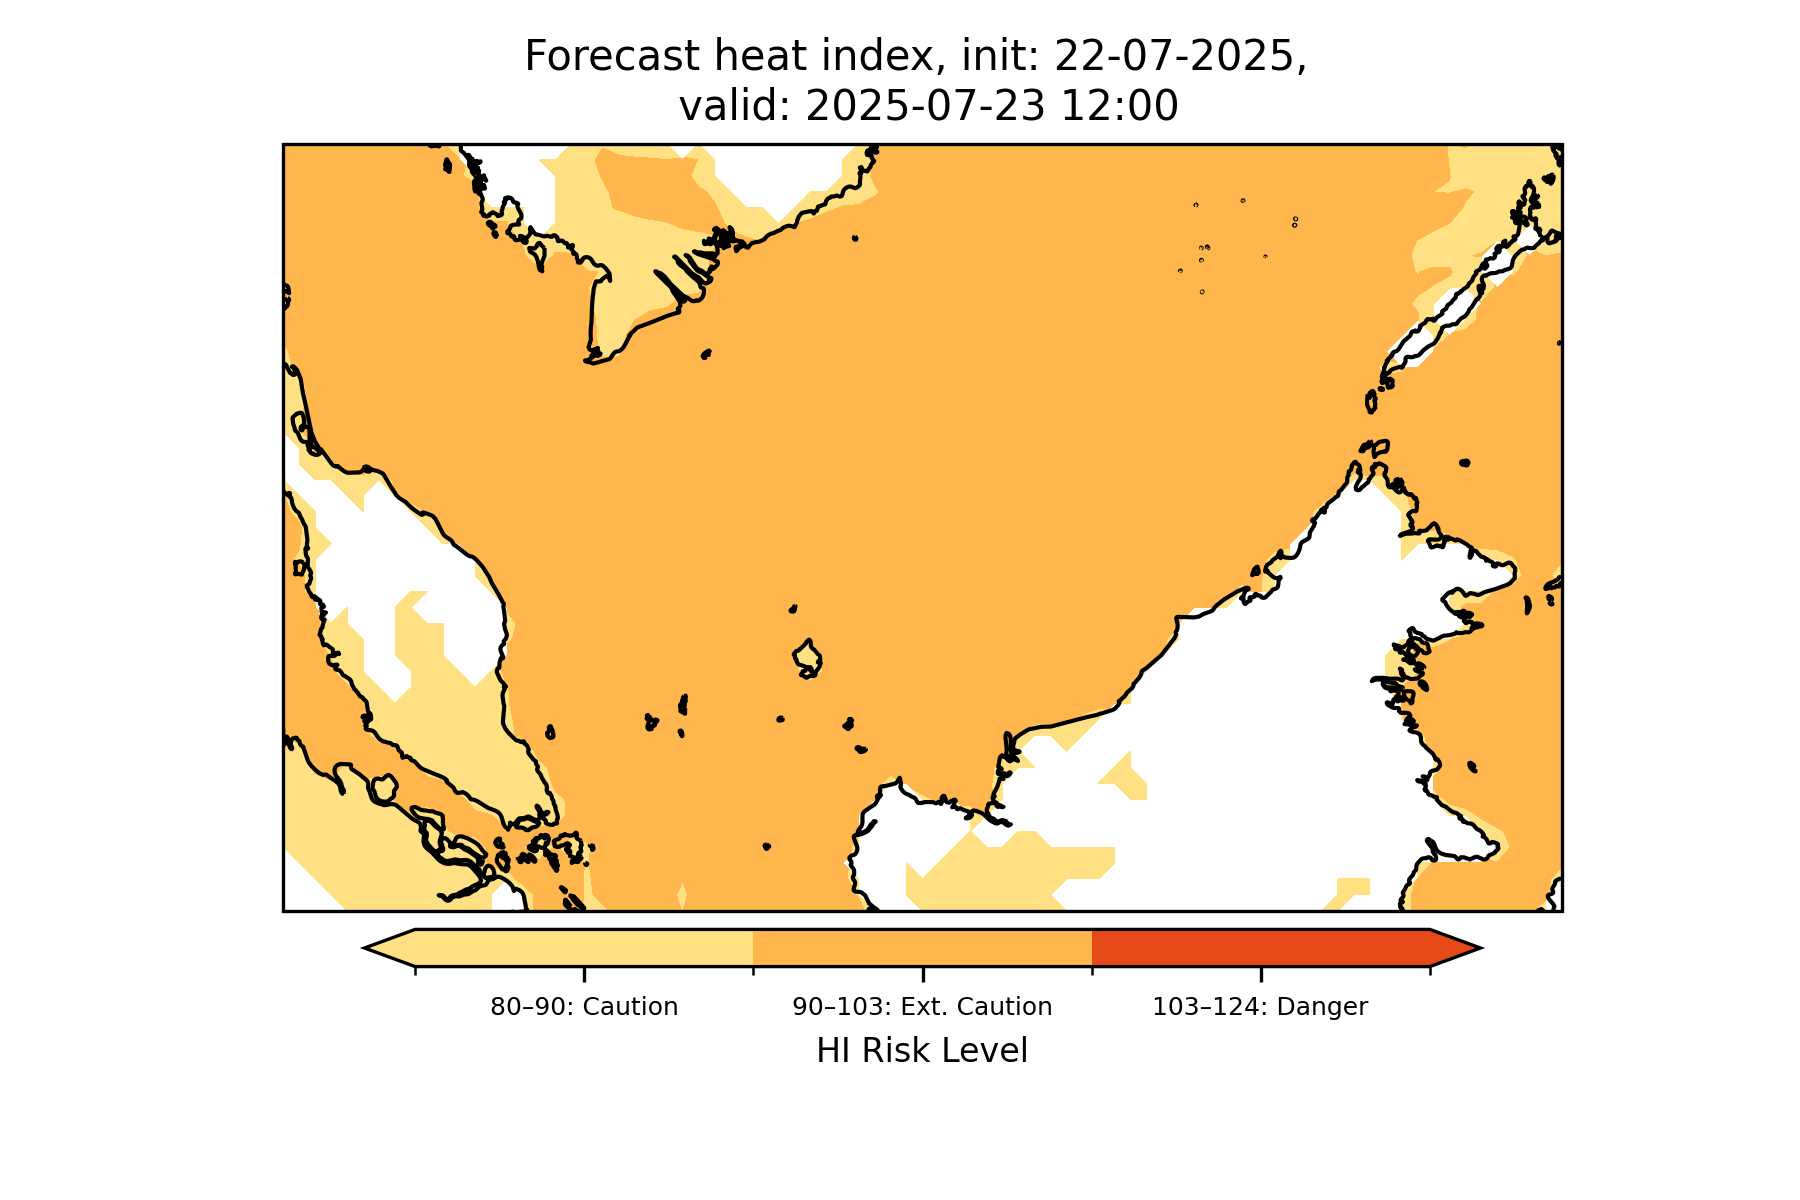 Forecast heat index, init: 22-07-2025,
valid: 2025-07-23 12:00
80–90: Caution
90–103: Ext. Caution
103–124: Danger
HI Risk Level